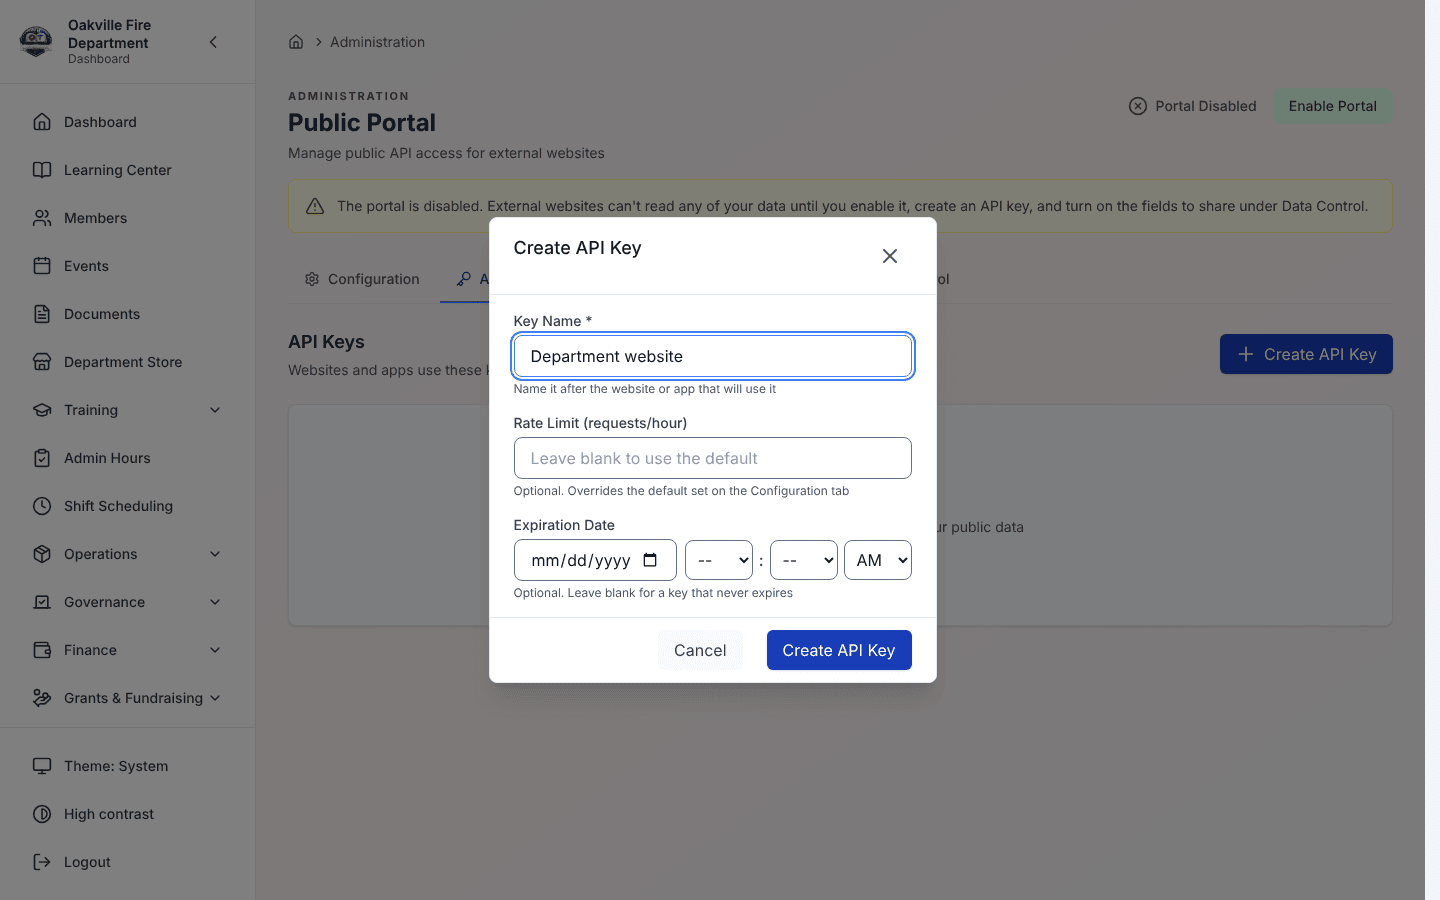 Oakville Fire
Department
Dashboard
Dashboard
Learning Center
Members
Events
Documents
Department Store
Training
Admin Hours
Shift Scheduling
Operations
Governance
Finance
Grants & Fundraising
Theme: System
High contrast
Logout
Administration
ADMINISTRATION
Public Portal
Manage public API access for external websites
Portal Disabled
Enable Portal
The portal is disabled. External websites can't read any of your data until you enable it, create an API key, and turn on the fields to share under Data Control.
Configuration
API Keys
Websites and apps use these
Create API Key
public data
Create API Key
Key Name *
Department website
Name it after the website or app that will use it
Rate Limit (requests/hour)
Leave blank to use the default
Optional. Overrides the default set on the Configuration tab
Expiration Date
mm/dd/yyyy -- : -- AM
Optional. Leave blank for a key that never expires
Cancel
Create API Key